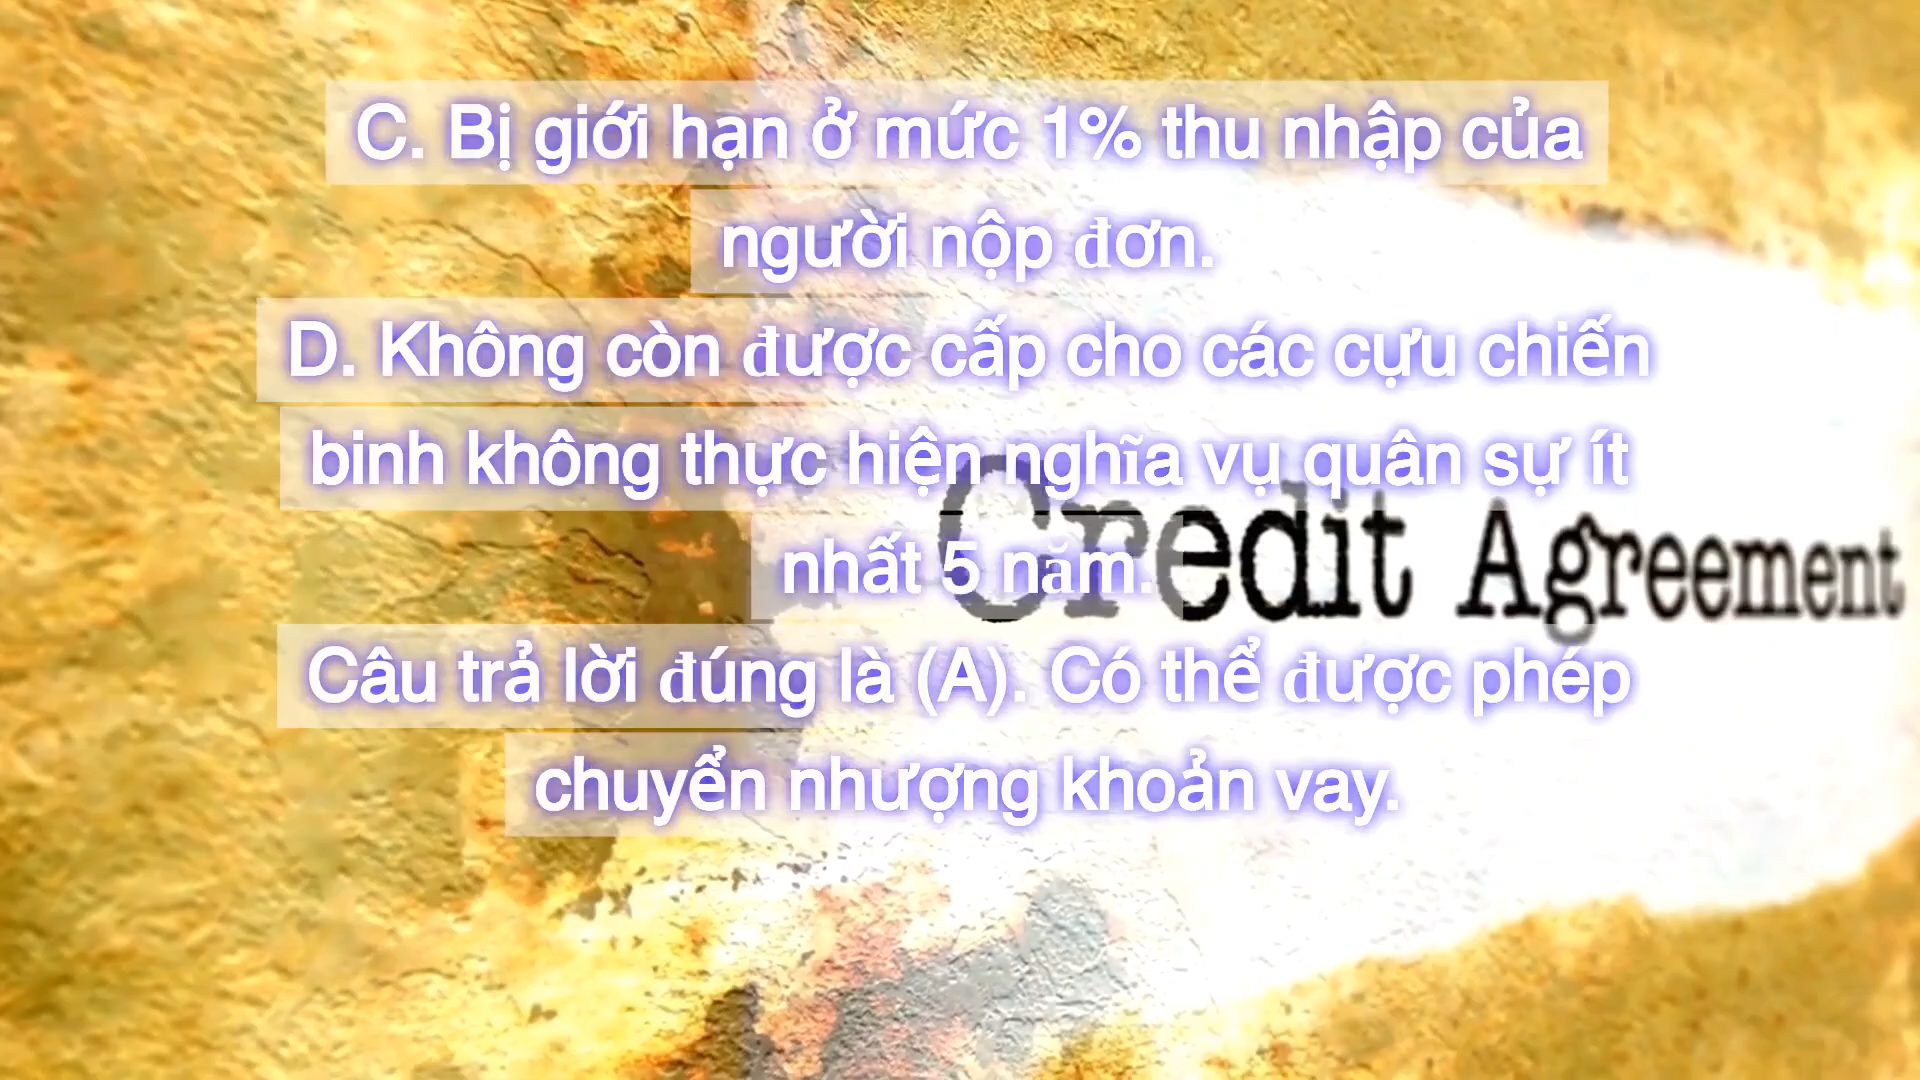 C. Bị giới hạn ở mức 1% thu nhập của
người nộp đơn.
D. Không còn được cấp cho các cựu chiến
binh không thực hiện nghĩa vụ quân sự ít
nhất 5 năm.
Credit Agreement
Câu trả lời đúng là (A). Có thể được phép
chuyển nhượng khoản vay.